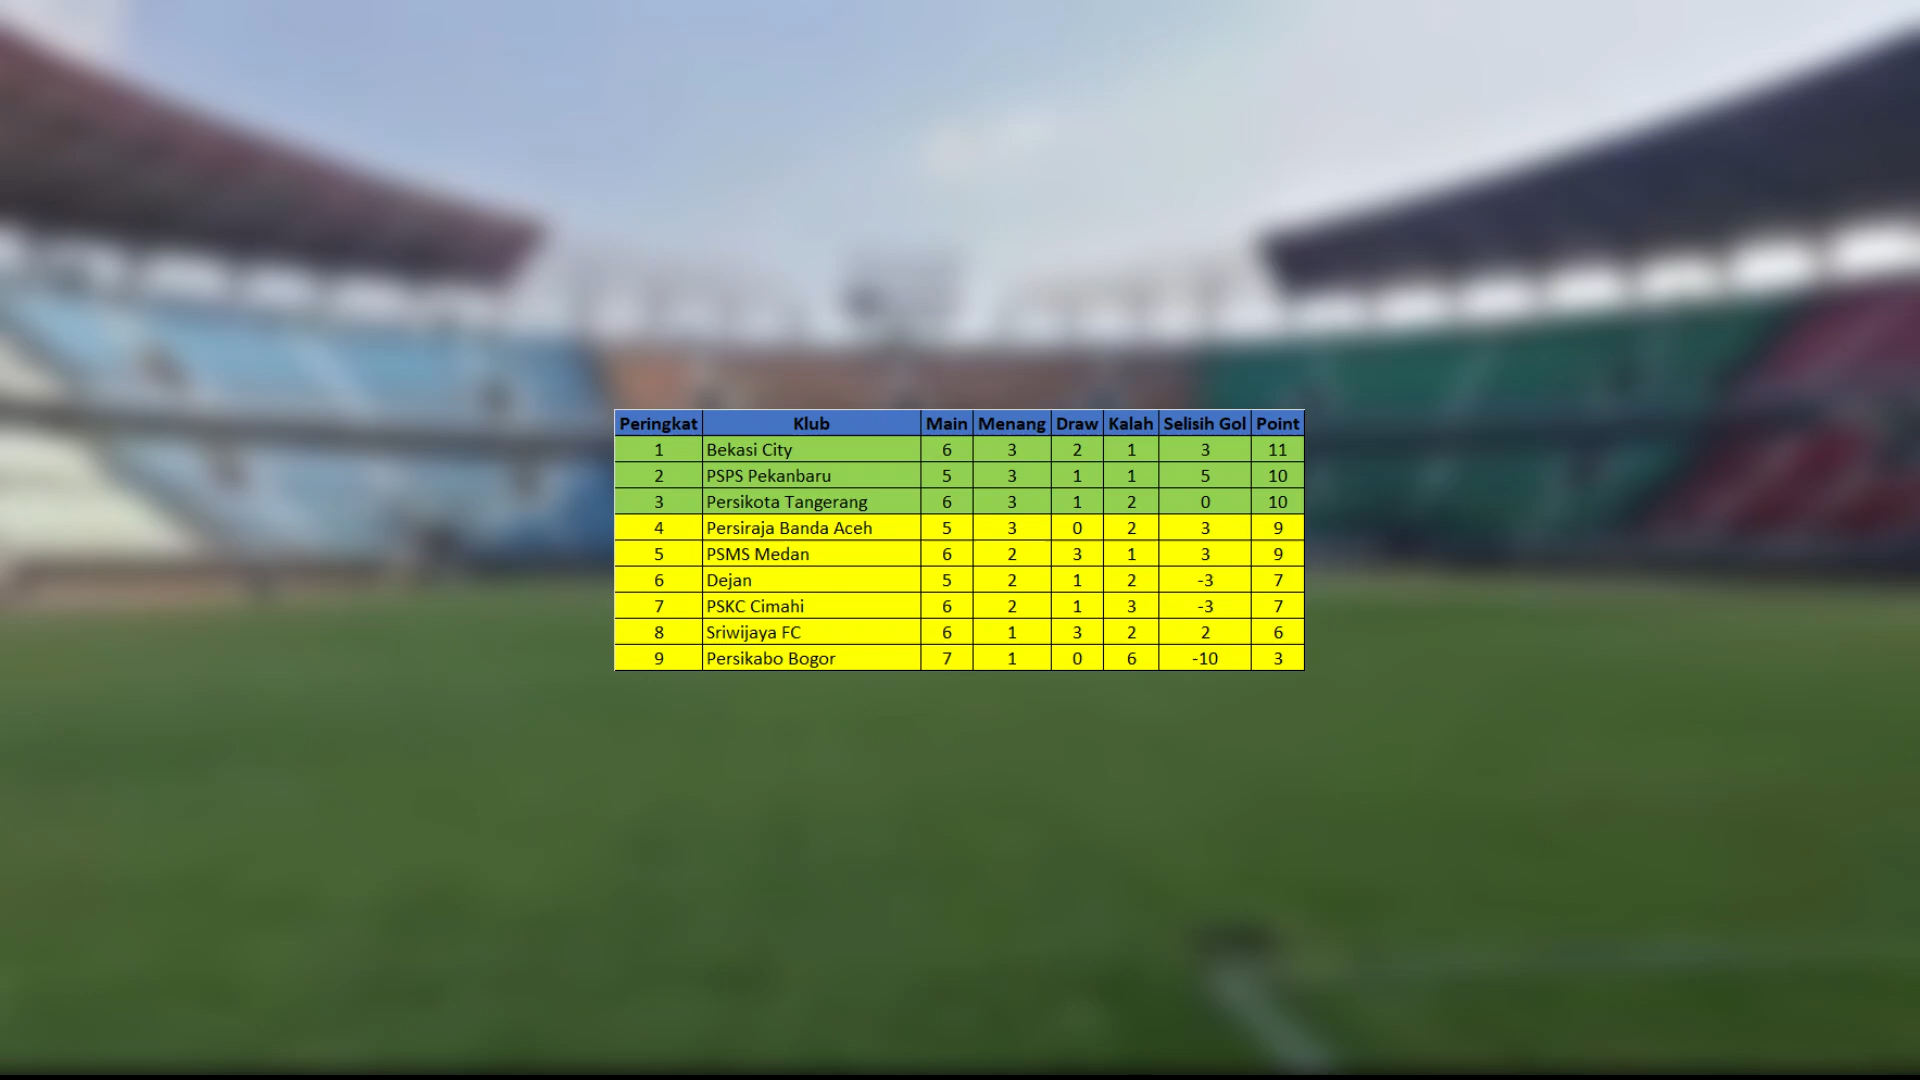 Peringkat Klub Main Menang Draw Kalah Selisih Gol Point
1 Bekasi City 6 3 2 1 3 11
2 PSPS Pekanbaru 5 3 1 1 5 10
3 Persikota Tangerang 6 3 1 2 0 10
4 Persiraja Banda Aceh 5 3 0 2 3 9
5 PSMS Medan 6 2 3 1 3 9
6 Dejan 5 2 1 2 -3 7
7 PSKC Cimahi 6 2 1 3 -3 7
8 Sriwijaya FC 6 1 3 2 2 6
9 Persikabo Bogor 7 1 0 6 -10 3